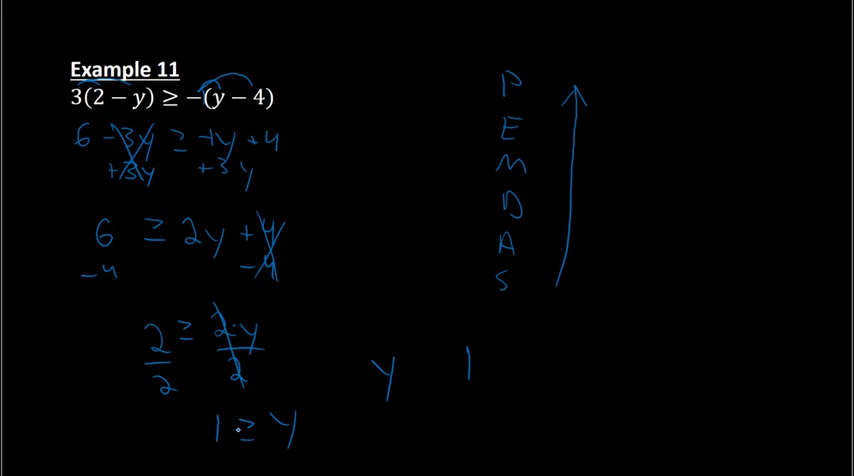 Example 11
3(2 − y) ≥ −(y − 4)
6 - 3y ≥ -1y + 4
+3y +3y
6 ≥ 2y + 4
-4 -4
2 ≥ 2·y
2 2
1 ≥ y
y 1
P
E
M
D
A
S